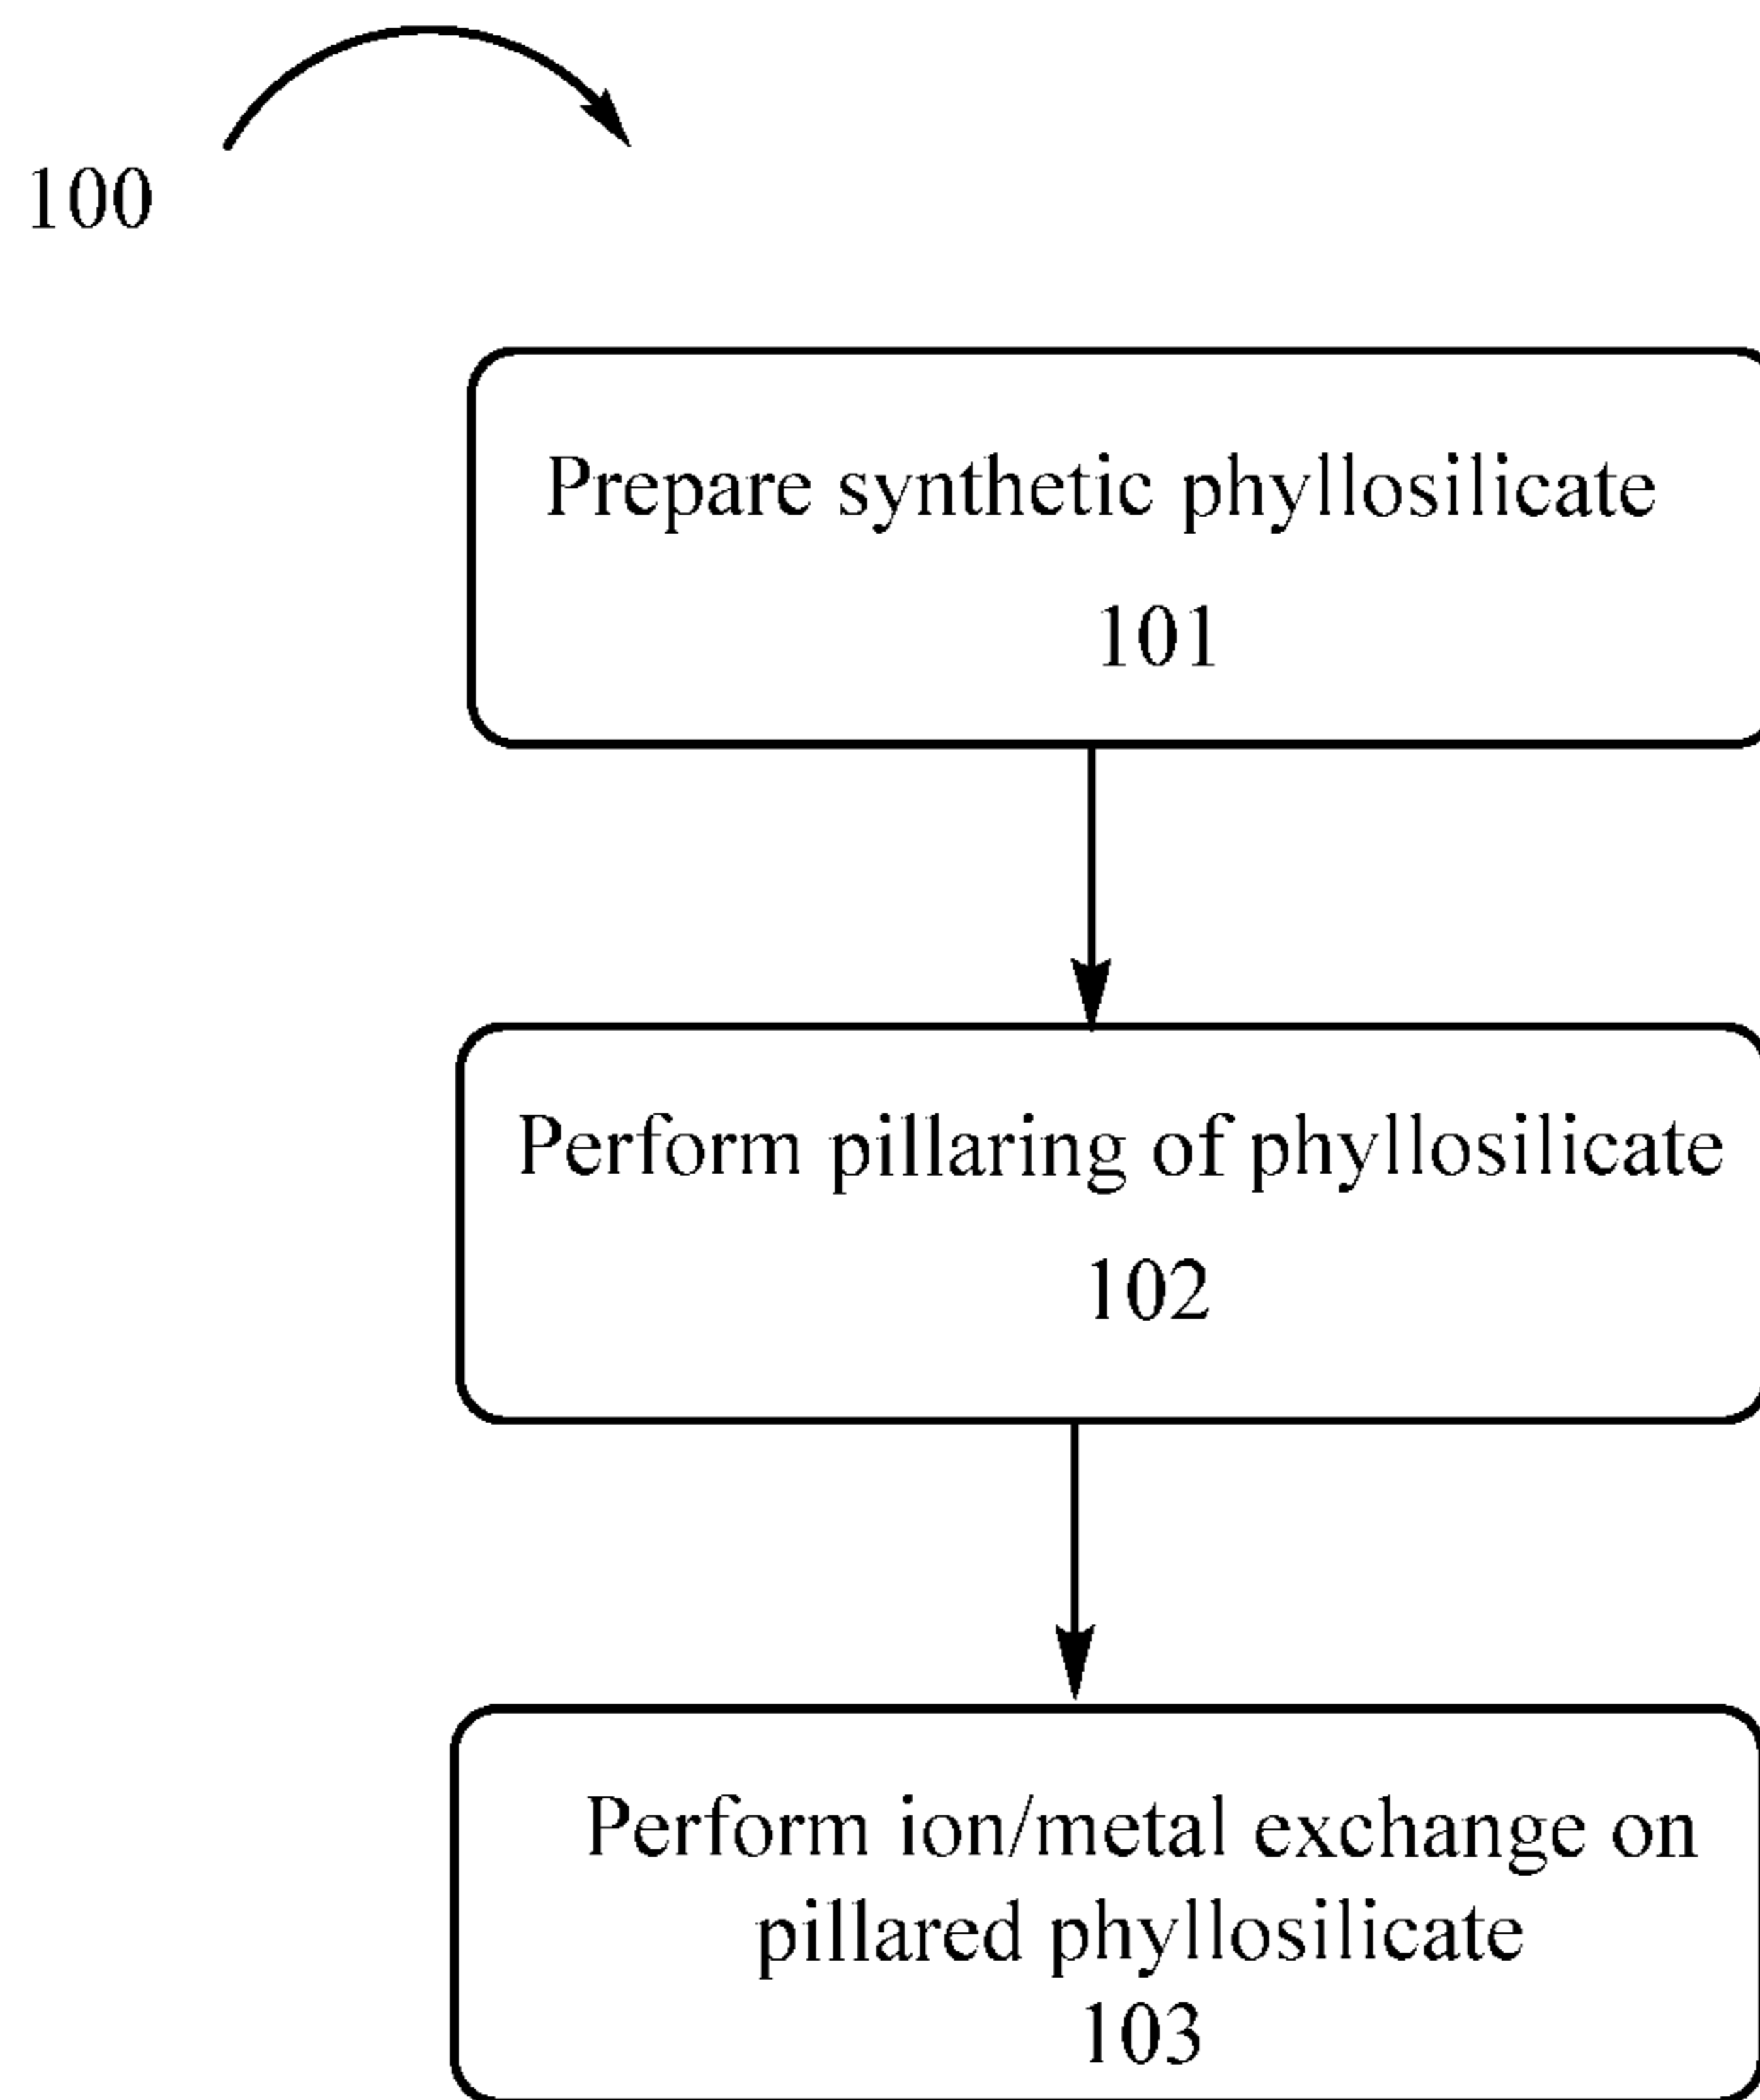 100
Prepare synthetic phyllosilicate
101
Perform pillaring of phyllosilicate
102
Perform ion/metal exchange on
pillared phyllosilicate
103